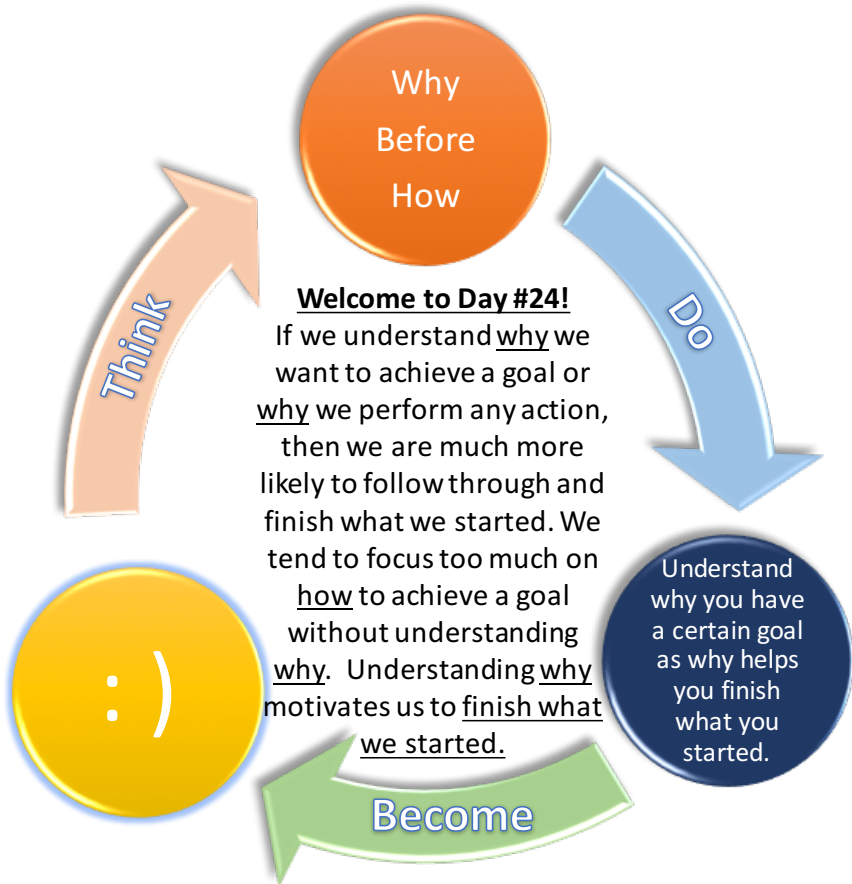 Why
Before
How
Think
Do
Welcome to Day #24!
If we understand why we
want to achieve a goal or
why we perform any action,
then we are much more
likely to follow through and
finish what we started. We
tend to focus too much on
how to achieve a goal
without understanding
why.  Understanding why
motivates us to finish what
we started.
Understand
why you have
a certain goal
as why helps
you finish
what you
started.
: )
Become